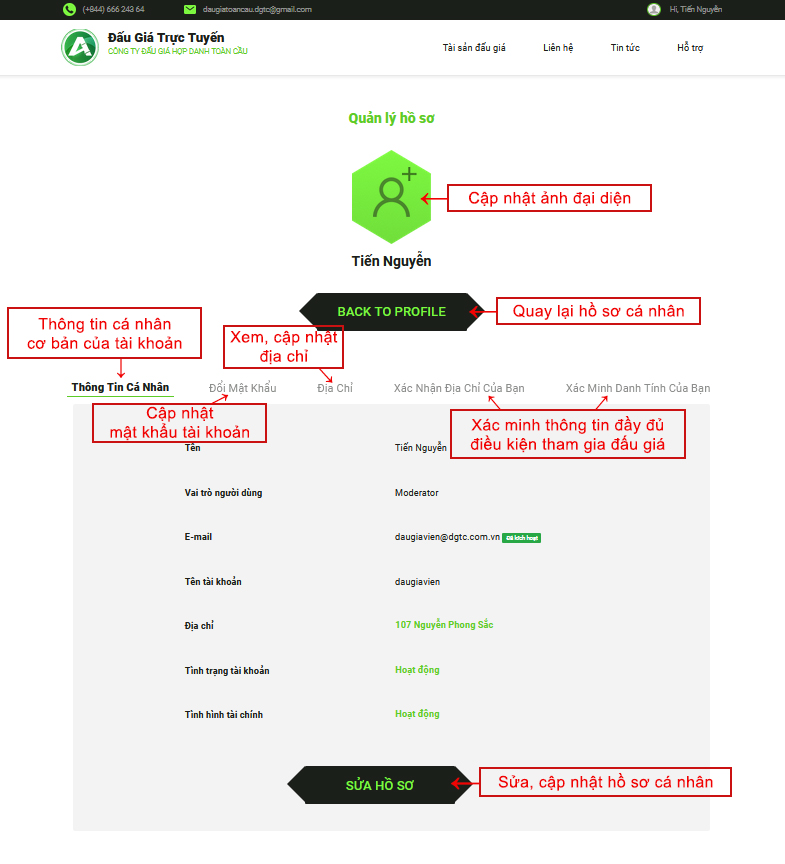 (+844) 666 243 64
daugiatoancau.dgtc@gmail.com
Hi, Tiến Nguyễn
Đấu Giá Trực Tuyến
CÔNG TY ĐẤU GIÁ HỢP DANH TOÀN CẦU
Tài sản đấu giá
Liên hệ
Tin tức
Hỗ trợ
Quản lý hồ sơ
Cập nhật ảnh đại diện
Tiến Nguyễn
BACK TO PROFILE
Quay lại hồ sơ cá nhân
Thông tin cá nhân
cơ bản của tài khoản
Xem, cập nhật
địa chỉ
Thông Tin Cá Nhân
Đổi Mật Khẩu
Địa Chỉ
Xác Nhận Địa Chỉ Của Bạn
Xác Minh Danh Tính Của Bạn
Cập nhật
mật khẩu tài khoản
Xác minh thông tin đầy đủ
điều kiện tham gia đấu giá
Tên
Tiến Nguyễn
Vai trò người dùng
Moderator
E-mail
daugiavien@dgtc.com.vn
Đã kích hoạt
Tên tài khoản
daugiavien
Địa chỉ
107 Nguyễn Phong Sắc
Tình trạng tài khoản
Hoạt động
Tình hình tài chính
Hoạt động
SỬA HỒ SƠ
Sửa, cập nhật hồ sơ cá nhân